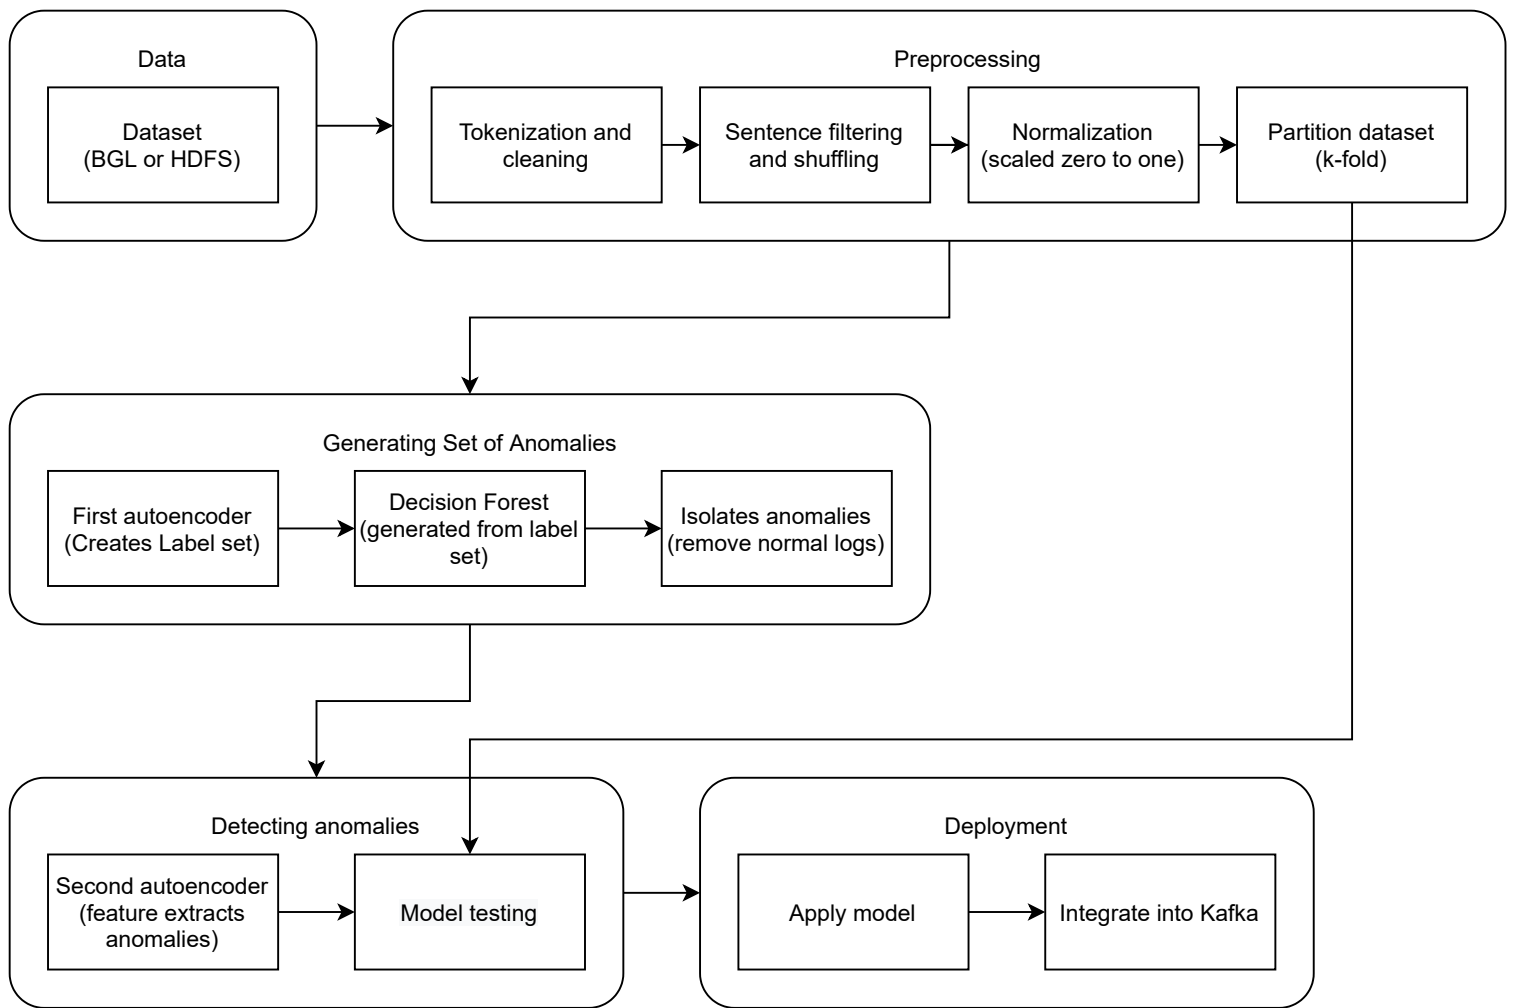 Data
Dataset
(BGL or HDFS)
Preprocessing
Tokenization and
cleaning
Sentence filtering
and shuffling
Normalization
(scaled zero to one)
Partition dataset
(k-fold)
Generating Set of Anomalies
First autoencoder
(Creates Label set)
Decision Forest
(generated from label
set)
Isolates anomalies
(remove normal logs)
Detecting anomalies
Second autoencoder
(feature extracts
anomalies)
Model testing
Deployment
Apply model
Integrate into Kafka